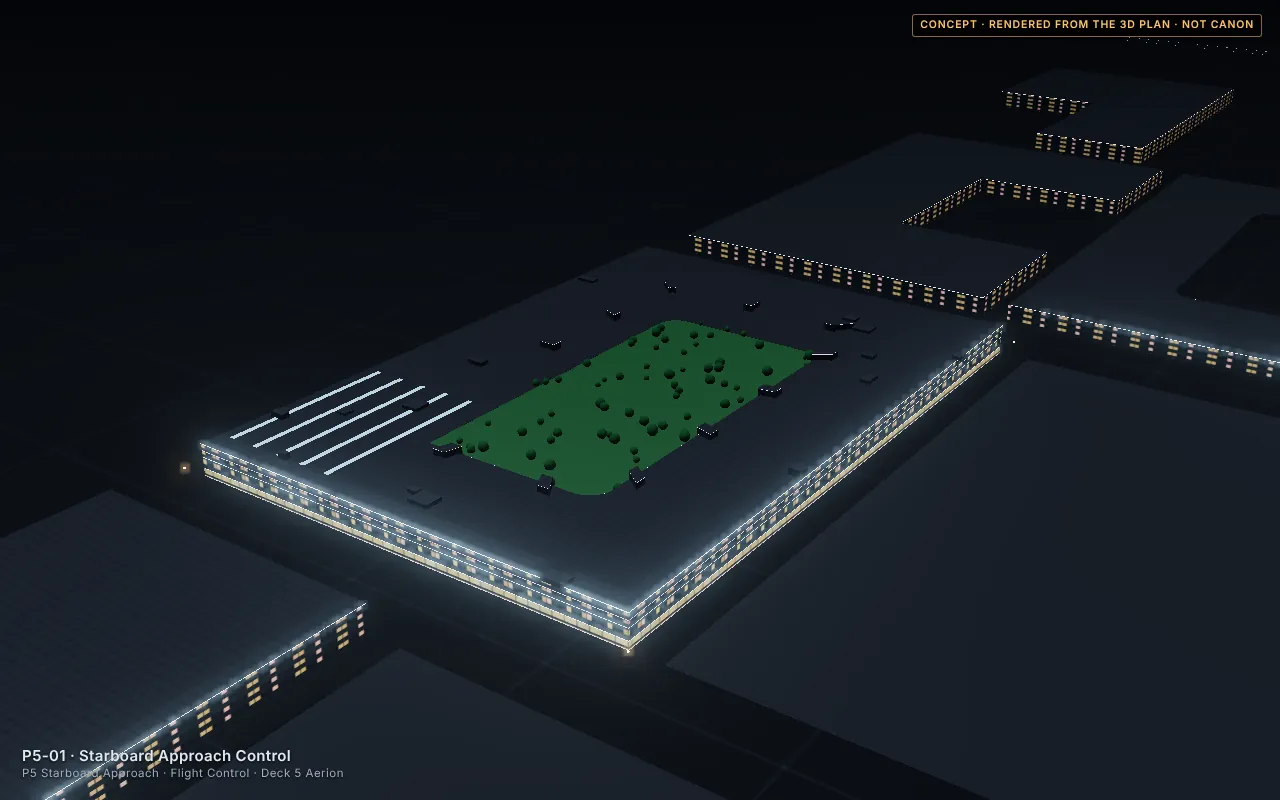 CONCEPT · RENDERED FROM THE 3D PLAN · NOT CANON
P5-01 · Starboard Approach Control
P5 Starboard Approach · Flight Control · Deck 5 Aerion